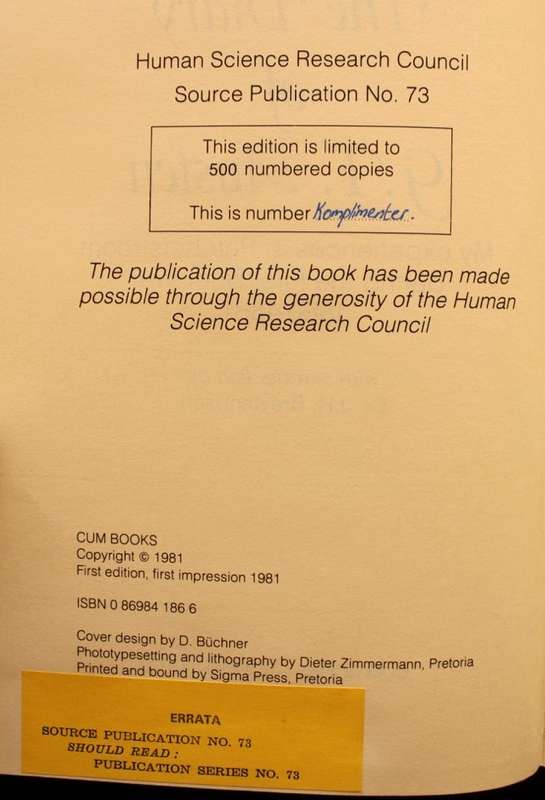 Human Science Research Council
Source Publication No. 73
This edition is limited to
500 numbered copies
This is number Komplimenter.
The publication of this book has been made
possible through the generosity of the Human
Science Research Council
CUM BOOKS
Copyright © 1981
First edition, first impression 1981
ISBN 0 86984 186 6
Cover design by D. Büchner
Phototypesetting and lithography by Dieter Zimmermann, Pretoria
Printed and bound by Sigma Press, Pretoria
ERRATA
SOURCE PUBLICATION NO. 73
SHOULD READ :
PUBLICATION SERIES NO. 73